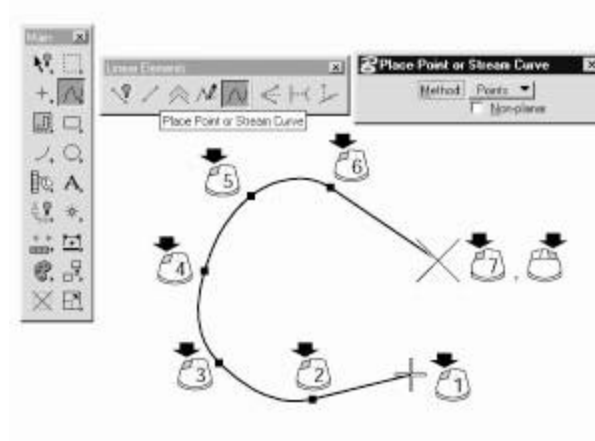 Main
Linear Elements
Place Point or Stream Curve
Place Point or Stream Curve
Method: Points
Non-planar
6
5
4
7
,
3
2
1